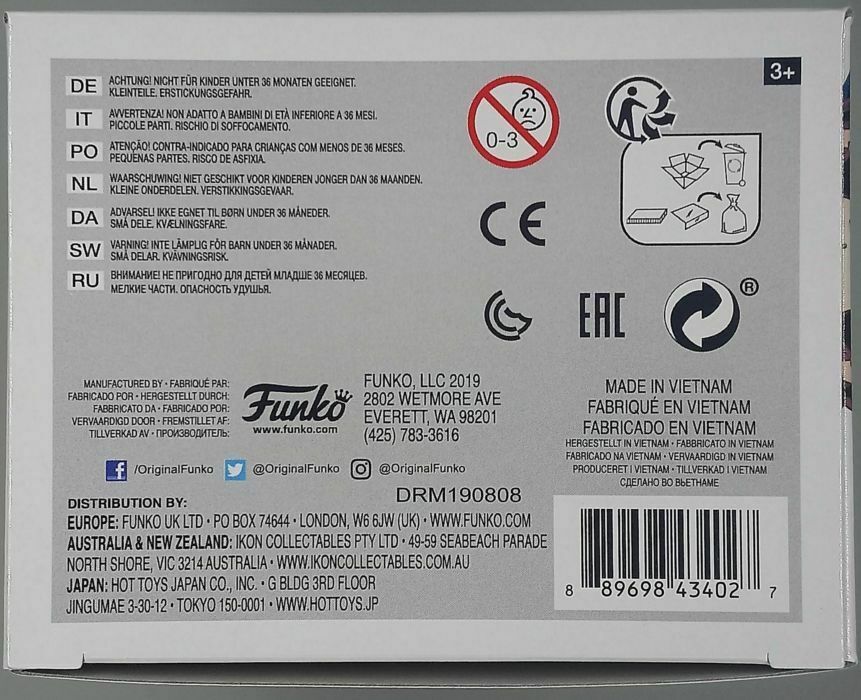 3+
DE ACHTUNG! NICHT FÜR KINDER UNTER 36 MONATEN GEEIGNET.
KLEINTEILE. ERSTICKUNGSGEFAHR.
IT AVVERTENZA! NON ADATTO A BAMBINI DI ETÀ INFERIORE A 36 MESI.
PICCOLE PARTI. RISCHIO DI SOFFOCAMENTO.
PO ATENÇÃO! CONTRA-INDICADO PARA CRIANÇAS COM MENOS DE 36 MESES.
PEQUENAS PARTES. RISCO DE ASFIXIA.
NL WAARSCHUWING! NIET GESCHIKT VOOR KINDEREN JONGER DAN 36 MAANDEN.
KLEINE ONDERDELEN. VERSTIKKINGSGEVAAR.
DA ADVARSEL! IKKE EGNET TIL BØRN UNDER 36 MÅNEDER.
SMÅ DELE. KVÆLNINGSFARE.
SW VARNING! INTE LÄMPLIG FÖR BARN UNDER 36 MÅNADER.
SMÅ DELAR. KVÄVNINGSRISK.
RU ВНИМАНИЕ! НЕ ПРИГОДНО ДЛЯ ДЕТЕЙ МЛАДШЕ 36 МЕСЯЦЕВ.
МЕЛКИЕ ЧАСТИ. ОПАСНОСТЬ УДУШЬЯ.
0-3
CE
EAC
®
MANUFACTURED BY • FABRIQUÉ PAR:
FABRICADO POR • HERGESTELLT DURCH:
FABBRICATO DA • FABRICADO POR:
VERVAARDIGD DOOR • FREMSTILLET AF:
TILLVERKAD AV • ПРОИЗВОДИТЕЛЬ:
Funko
www.funko.com
FUNKO, LLC 2019
2802 WETMORE AVE
EVERETT, WA 98201
(425) 783-3616
MADE IN VIETNAM
FABRIQUÉ EN VIETNAM
FABRICADO EN VIETNAM
HERGESTELLT IN VIETNAM • FABBRICATO IN VIETNAM
FABRICADO NA VIETNAM • VERVAARDIGD IN VIETNAM
PRODUCERET I VIETNAM • TILLVERKAD I VIETNAM
СДЕЛАНО ВО ВЬЕТНАМЕ
/OriginalFunko @OriginalFunko @OriginalFunko
DRM190808
DISTRIBUTION BY:
EUROPE: FUNKO UK LTD • PO BOX 74644 • LONDON, W6 6JW (UK) • WWW.FUNKO.COM
AUSTRALIA & NEW ZEALAND: IKON COLLECTABLES PTY LTD • 49-59 SEABEACH PARADE
NORTH SHORE, VIC 3214 AUSTRALIA • WWW.IKONCOLLECTABLES.COM.AU
JAPAN: HOT TOYS JAPAN CO., INC. • G BLDG 3RD FLOOR
JINGUMAE 3-30-12 • TOKYO 150-0001 • WWW.HOTTOYS.JP
8 89698 43402 7